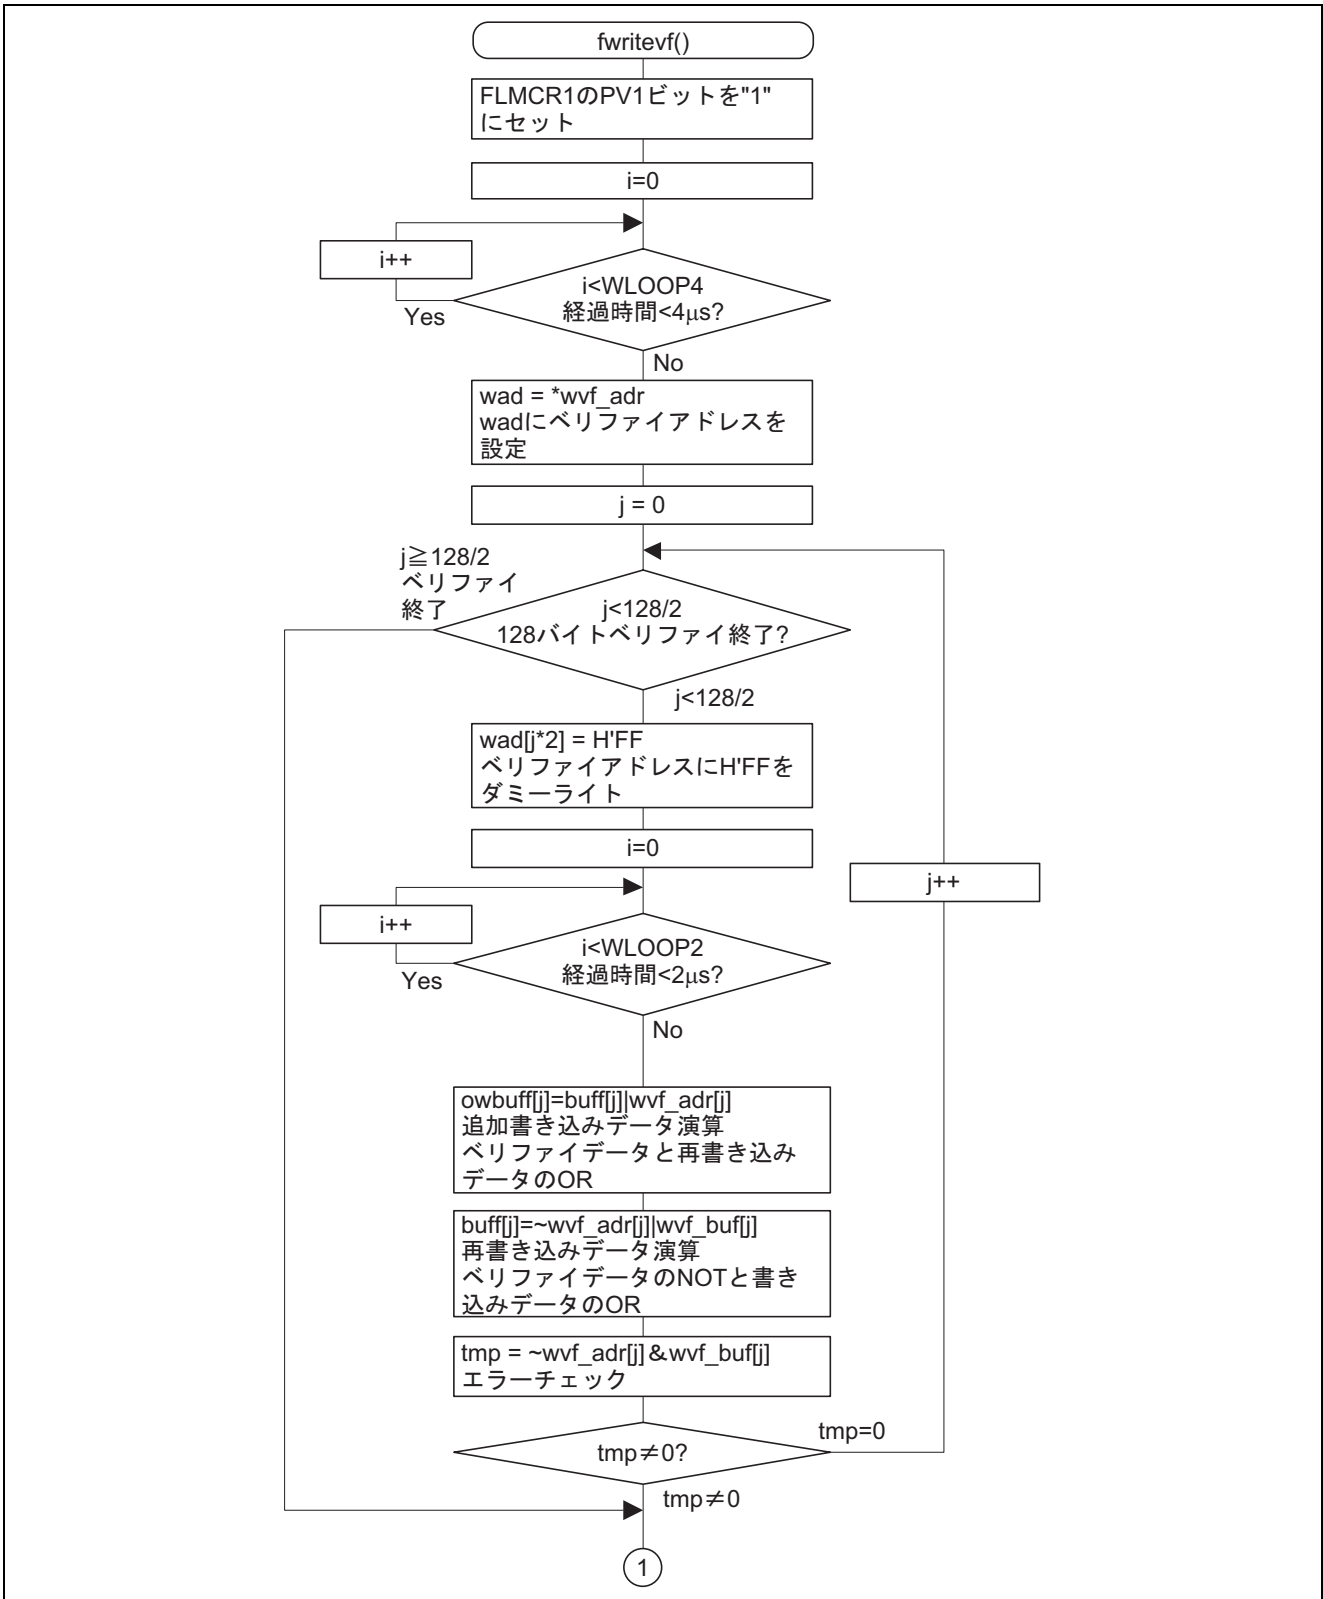 fwritevf()
FLMCR1のPV1ビットを"1"
にセット
i=0
i++
i<WLOOP4
経過時間<4μs?
Yes
No
wad = *wvf_adr
wadにベリファイアドレスを
設定
j = 0
j≧128/2
ベリファイ
終了
j<128/2
128バイトベリファイ終了?
j<128/2
wad[j*2] = H'FF
ベリファイアドレスにH'FFを
ダミーライト
i=0
j++
i++
i<WLOOP2
経過時間<2μs?
Yes
No
owbuff[j]=buff[j]|wvf_adr[j]
追加書き込みデータ演算
ベリファイデータと再書き込み
データのOR
buff[j]=~wvf_adr[j]|wvf_buf[j]
再書き込みデータ演算
ベリファイデータのNOTと書き
込みデータのOR
tmp = ~wvf_adr[j]&wvf_buf[j]
エラーチェック
tmp≠0?
tmp=0
tmp≠0
1